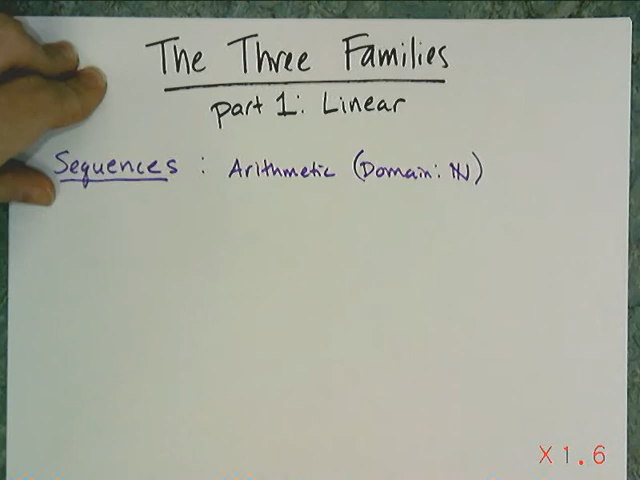 The Three Families
part 1: Linear
Sequences : Arithmetic (Domain: ℕ)
X1.6